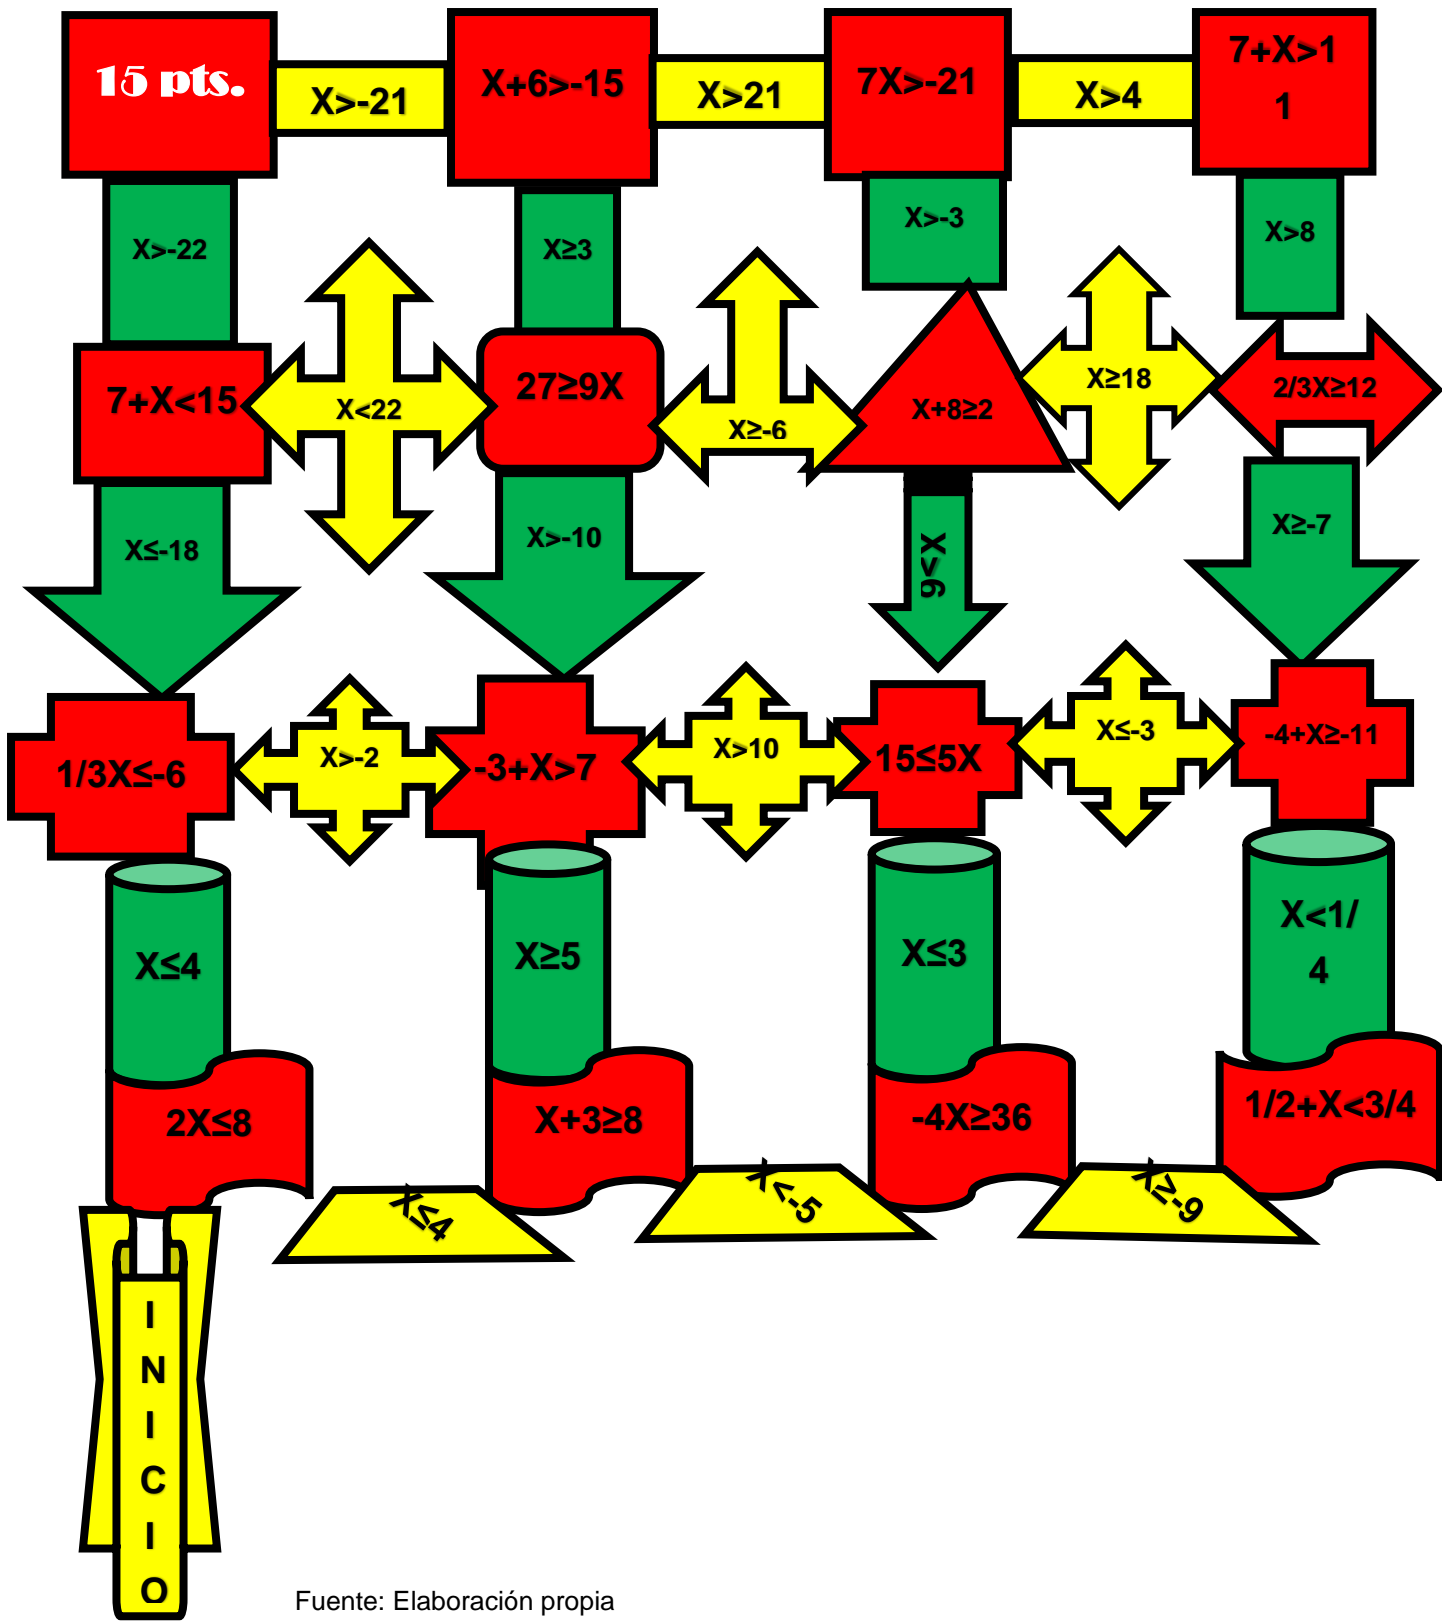 15 pts.
X>-21
X+6>-15
X>21
7X>-21
X>4
7+X>1
1
X>-22
X≥3
X>-3
X>8
7+X<15
X<22
27≥9X
X≥-6
X+8≥2
X≥18
2/3X≥12
X≤-18
X>-10
X<6
X≥-7
1/3X≤-6
X>-2
-3+X>7
X>10
15≤5X
X≤-3
-4+X≥-11
X≤4
X≥5
X≤3
X<1/
4
2X≤8
X+3≥8
-4X≥36
1/2+X<3/4
X≤4
X<-5
X≥-9
I
N
I
C
I
O
Fuente: Elaboración propia